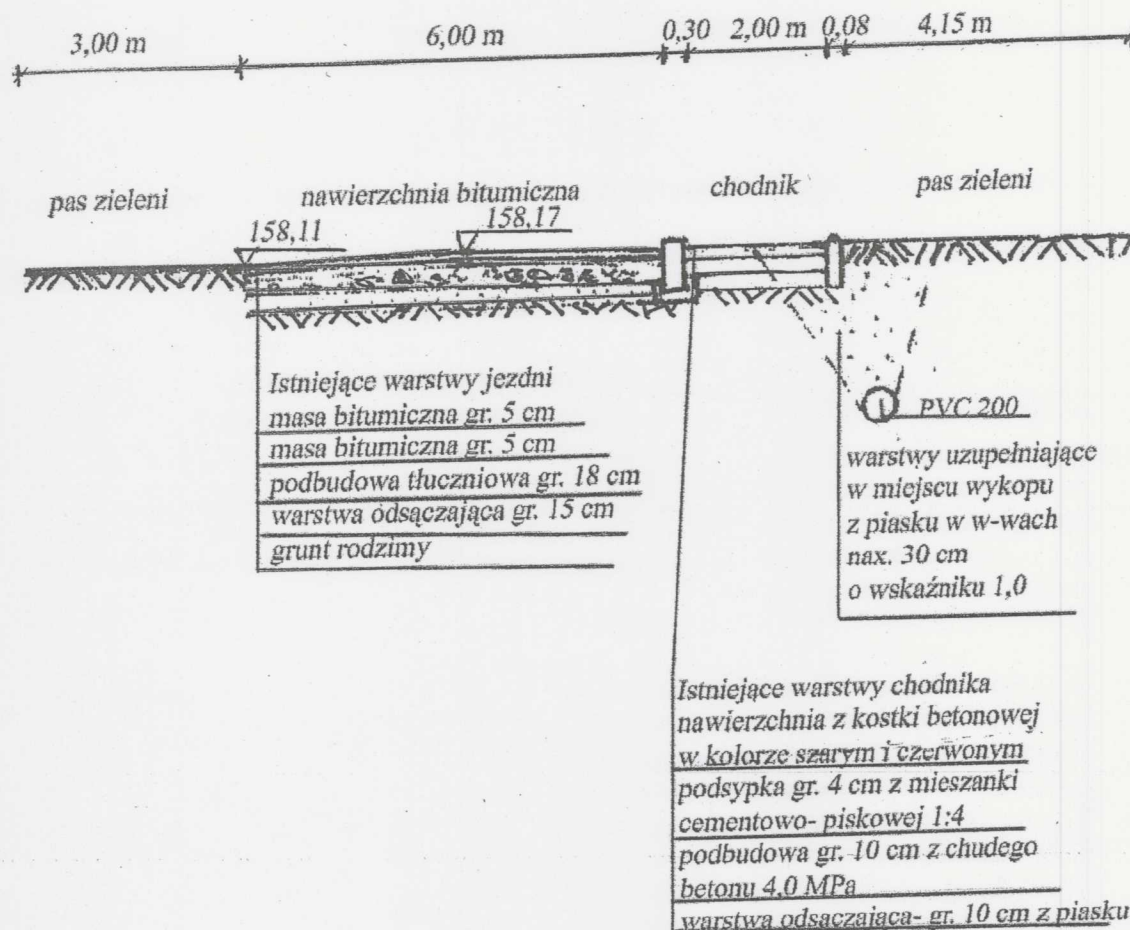 3,00 m 6,00 m 0,30 2,00 m 0,08 4,15 m
pas zieleni nawierzchnia bitumiczna chodnik pas zieleni
158,11 158,17
Istniejące warstwy jezdni
masa bitumiczna gr. 5 cm
masa bitumiczna gr. 5 cm
podbudowa tłuczniowa gr. 18 cm
warstwa odsączająca gr. 15 cm
grunt rodzimy
PVC 200
warstwy uzupełniające
w miejscu wykopu
z piasku w w-wach
nax. 30 cm
o wskaźniku 1,0
Istniejące warstwy chodnika
nawierzchnia z kostki betonowej
w kolorze szarym i czerwonym
podsypka gr. 4 cm z mieszanki
cementowo- piskowej 1:4
podbudowa gr. 10 cm z chudego
betonu 4,0 MPa
warstwa odsączająca- gr. 10 cm z piasku